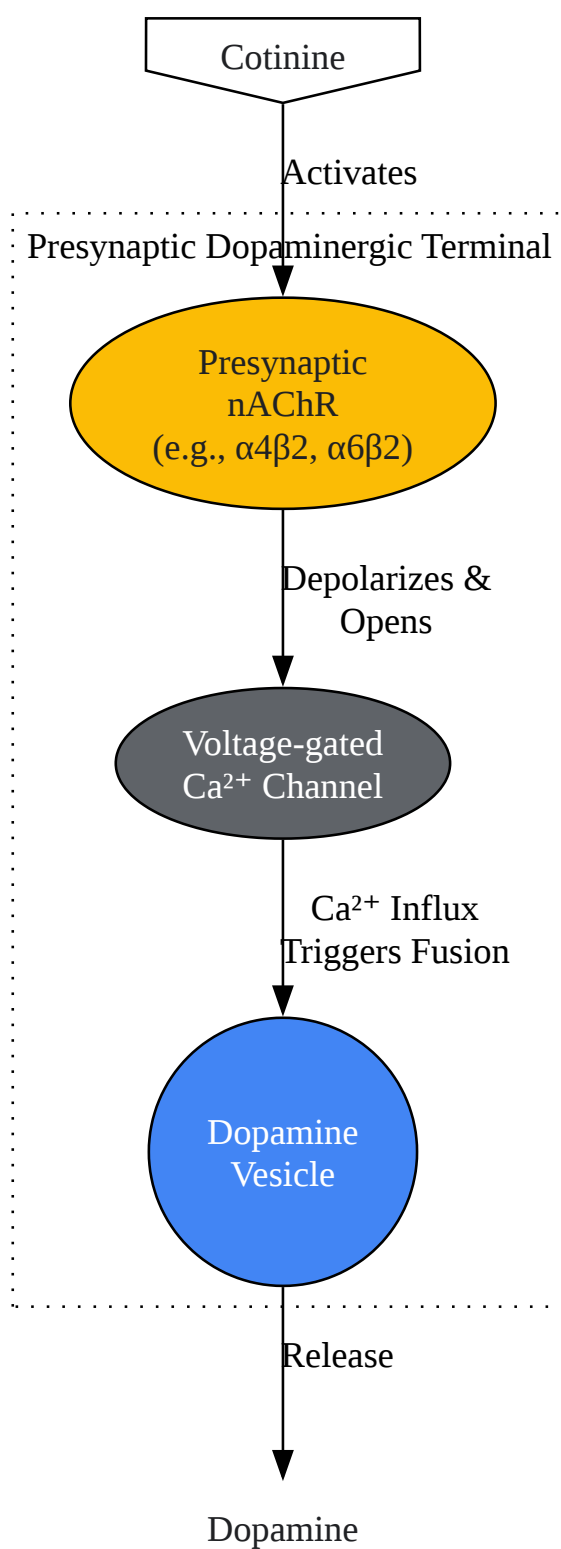 Cotinine
Activates
Presynaptic Dopaminergic Terminal
Presynaptic
nAChR
(e.g., α4β2, α6β2)
Depolarizes &
Opens
Voltage-gated
Ca²⁺ Channel
Ca²⁺ Influx
Triggers Fusion
Dopamine
Vesicle
Release
Dopamine